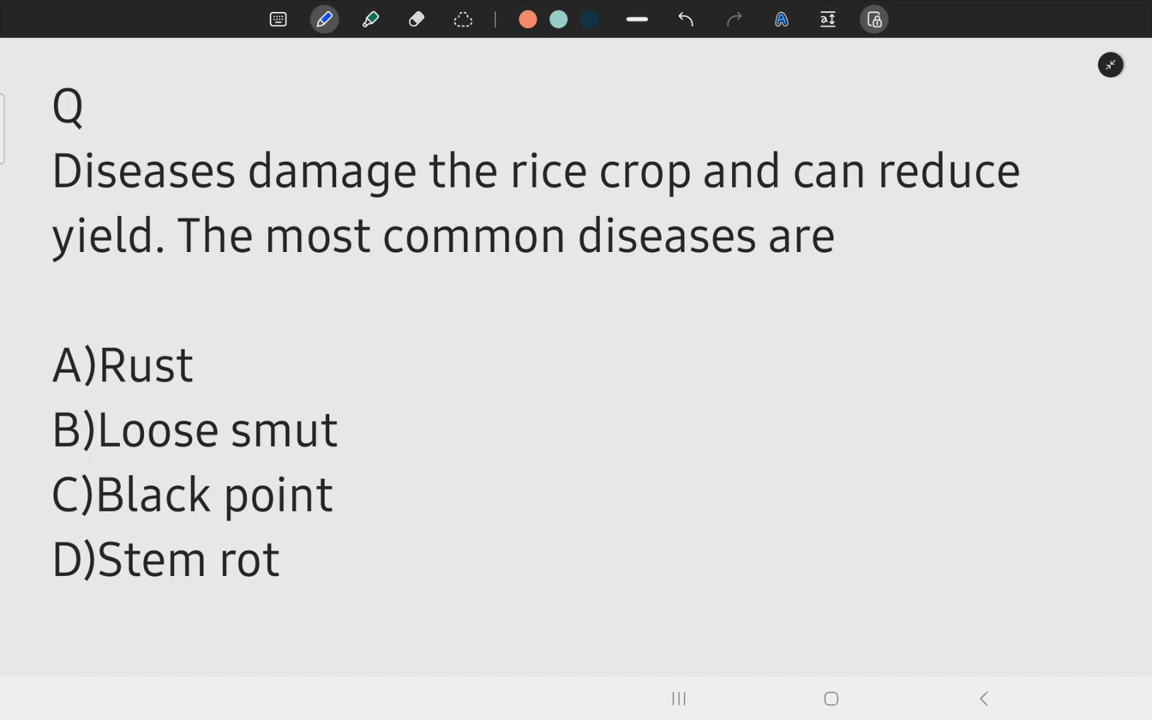 Q
Diseases damage the rice crop and can reduce
yield. The most common diseases are
A)Rust
B)Loose smut
C)Black point
D)Stem rot